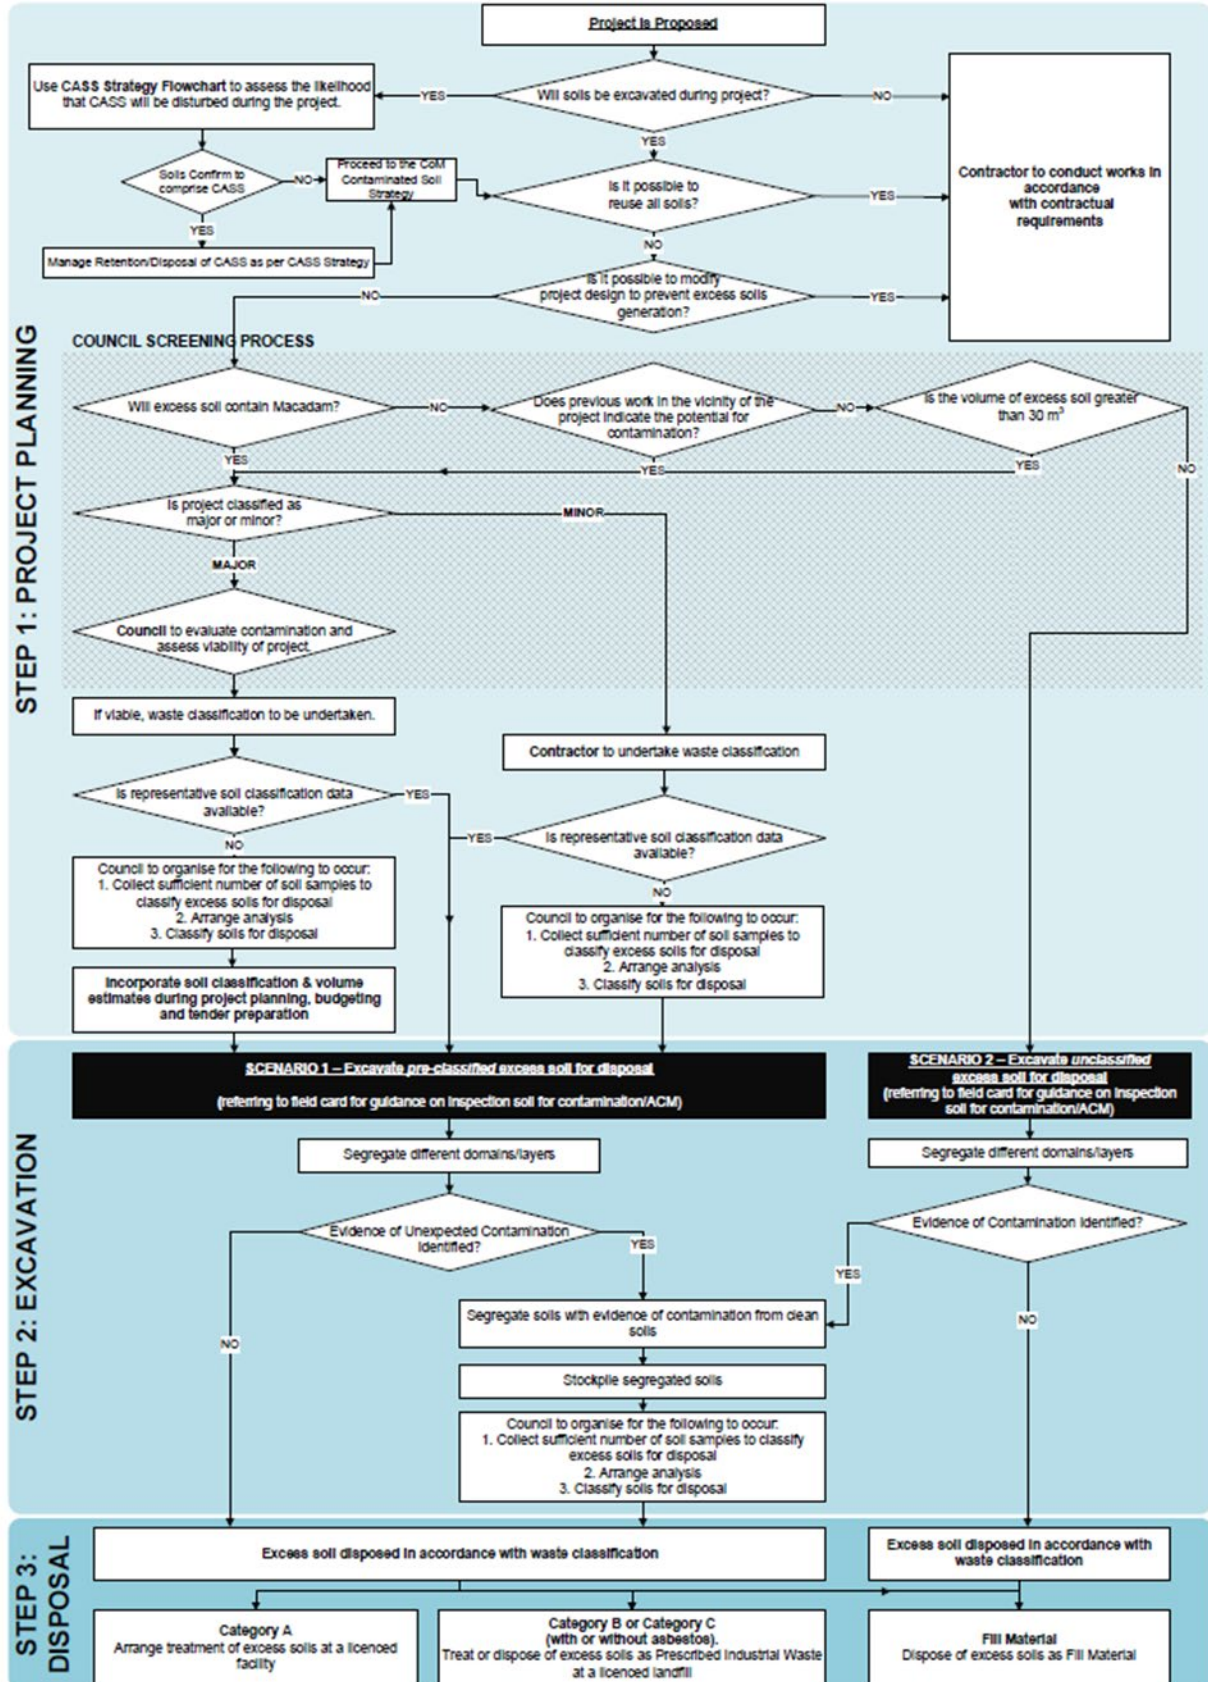 Project Is Proposed
Use CASS Strategy Flowchart to assess the likelihood
that CASS will be disturbed during the project.
YES
Will soils be excavated during project?
NO
YES
Soils Confirm to
comprise CASS
NO
Proceed to the CoM
Contaminated Soil
Strategy
Is it possible to
reuse all soils?
YES
Contractor to conduct works in
accordance
with contractual
requirements
YES
NO
Manage Retention/Disposal of CASS as per CASS Strategy
Is it possible to modify
project design to prevent excess soils
generation?
NO
YES
STEP 1: PROJECT PLANNING
COUNCIL SCREENING PROCESS
Will excess soil contain Macadam?
NO
Does previous work in the vicinity of the
project indicate the potential for
contamination?
NO
Is the volume of excess soil greater
than 30 m³
YES
YES
YES
NO
Is project classified as
major or minor?
MINOR
MAJOR
Council to evaluate contamination and
assess viability of project.
If viable, waste classification to be undertaken.
Contractor to undertake waste classification
Is representative soil classification data
available?
YES
YES
Is representative soil classification data
available?
NO
NO
Council to organise for the following to occur:
1. Collect sufficient number of soil samples to
classify excess soils for disposal
2. Arrange analysis
3. Classify soils for disposal
Council to organise for the following to occur:
1. Collect sufficient number of soil samples to
classify excess soils for disposal
2. Arrange analysis
3. Classify soils for disposal
Incorporate soil classification & volume
estimates during project planning, budgeting
and tender preparation
STEP 2: EXCAVATION
SCENARIO 1 – Excavate pre-classified excess soil for disposal
(referring to field card for guidance on inspection soil for contamination/ACM)
SCENARIO 2 – Excavate unclassified
excess soil for disposal
(referring to field card for guidance on inspection
soil for contamination/ACM)
Segregate different domains/layers
Segregate different domains/layers
Evidence of Unexpected Contamination
Identified?
Evidence of Contamination Identified?
YES
YES
NO
NO
Segregate soils with evidence of contamination from clean
soils
Stockpile segregated soils
Council to organise for the following to occur:
1. Collect sufficient number of soil samples to classify
excess soils for disposal
2. Arrange analysis
3. Classify soils for disposal
STEP 3:
DISPOSAL
Excess soil disposed in accordance with waste classification
Excess soil disposed in accordance with
waste classification
Category A
Arrange treatment of excess soils at a licenced
facility
Category B or Category C
(with or without asbestos).
Treat or dispose of excess soils as Prescribed Industrial Waste
at a licenced landfill
Fill Material
Dispose of excess soils as Fill Material